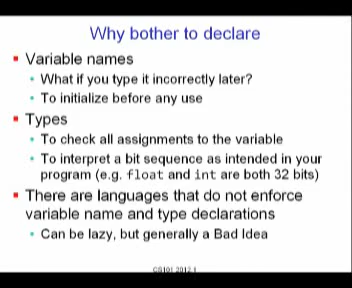 Why bother to declare
Variable names
What if you type it incorrectly later?
To initialize before any use
Types
To check all assignments to the variable
To interpret a bit sequence as intended in your
program (e.g. float and int are both 32 bits)
There are languages that do not enforce
variable name and type declarations
Can be lazy, but generally a Bad Idea
CS101 2012.1